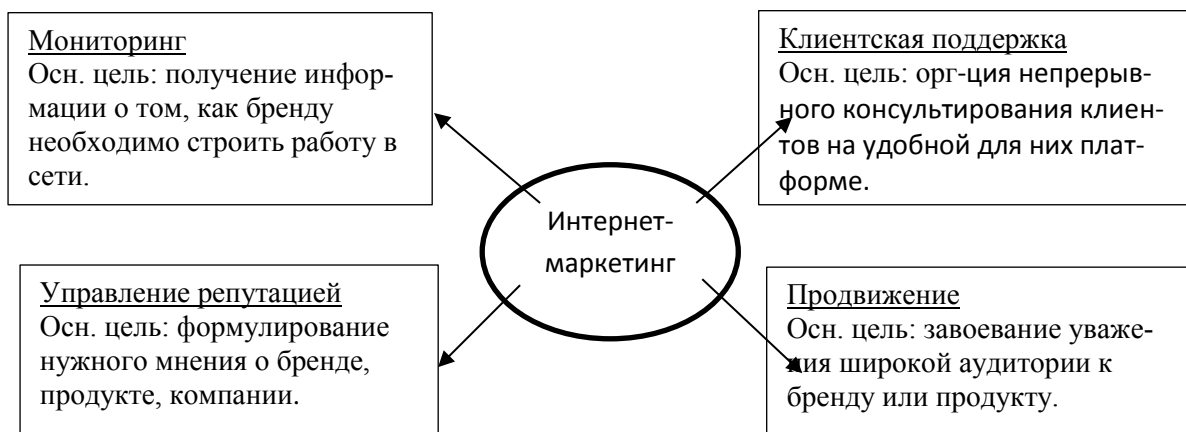 Мониторинг
Осн. цель: получение инфор-
мации о том, как бренду
необходимо строить работу в
сети.
Клиентская поддержка
Осн. цель: орг-ция непрерыв-
ного консультирования клиен-
тов на удобной для них плат-
форме.
Интернет-
маркетинг
Управление репутацией
Осн. цель: формулирование
нужного мнения о бренде,
продукте, компании.
Продвижение
Осн. цель: завоевание уваже-
ния широкой аудитории к
бренду или продукту.